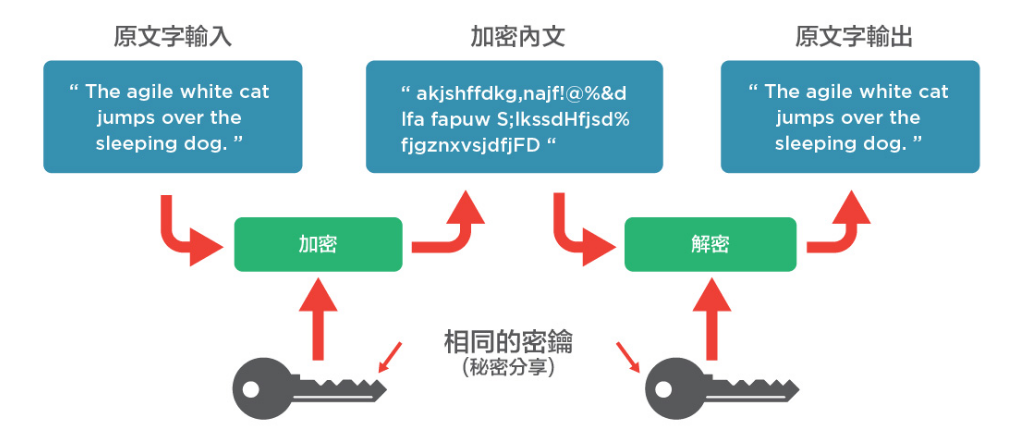 原文字輸入
加密內文
原文字輸出
“ The agile white cat
jumps over the
sleeping dog. ”
“ akjshffdkg,najf!@%&d
lfa fapuw S;lkssdHfjsd%
fjgznxvsjdfjFD “
“ The agile white cat
jumps over the
sleeping dog. ”
加密
解密
相同的密鑰
(秘密分享)